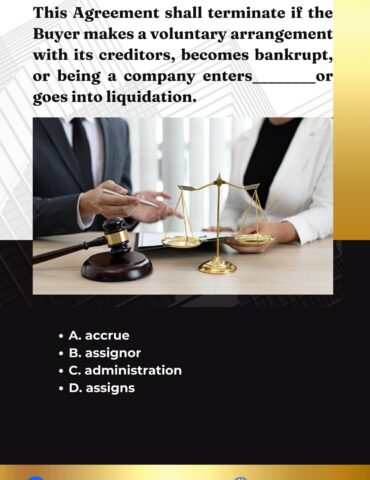 This Agreement shall terminate if the
Buyer makes a voluntary arrangement
with its creditors, becomes bankrupt,
or being a company enters________or
goes into liquidation.
• A. accrue
• B. assignor
• C. administration
• D. assigns